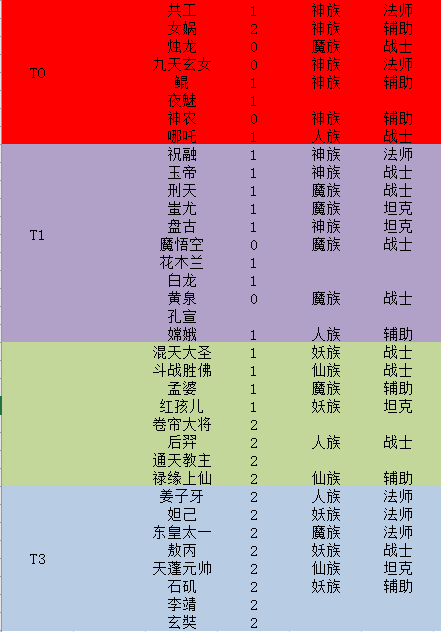 共工 1 神族 法师
女娲 2 神族 辅助
烛龙 0 魔族 战士
九天玄女 0 神族 法师
T0
鲲 1 神族 辅助
夜魅 1
神农 0 神族 辅助
哪吒 1 人族 战士
祝融 1 神族 法师
玉帝 1 神族 战士
刑天 1 魔族 战士
蚩尤 1 魔族 坦克
盘古 1 神族 坦克
T1
魔悟空 0 魔族 战士
花木兰 1
白龙 1
黄泉 0 魔族 战士
孔宣
嫦娥 1 人族 辅助
混天大圣 1 妖族 战士
斗战胜佛 1 仙族 战士
孟婆 1 魔族 辅助
红孩儿 1 妖族 坦克
卷帘大将 2
后羿 2 人族 战士
通天教主 2
禄缘上仙 2 仙族 辅助
姜子牙 2 人族 法师
妲己 2 妖族 法师
东皇太一 2 魔族 法师
敖丙 2 妖族 战士
T3
天蓬元帅 2 仙族 坦克
石矶 2 妖族 辅助
李靖 2
玄奘 2